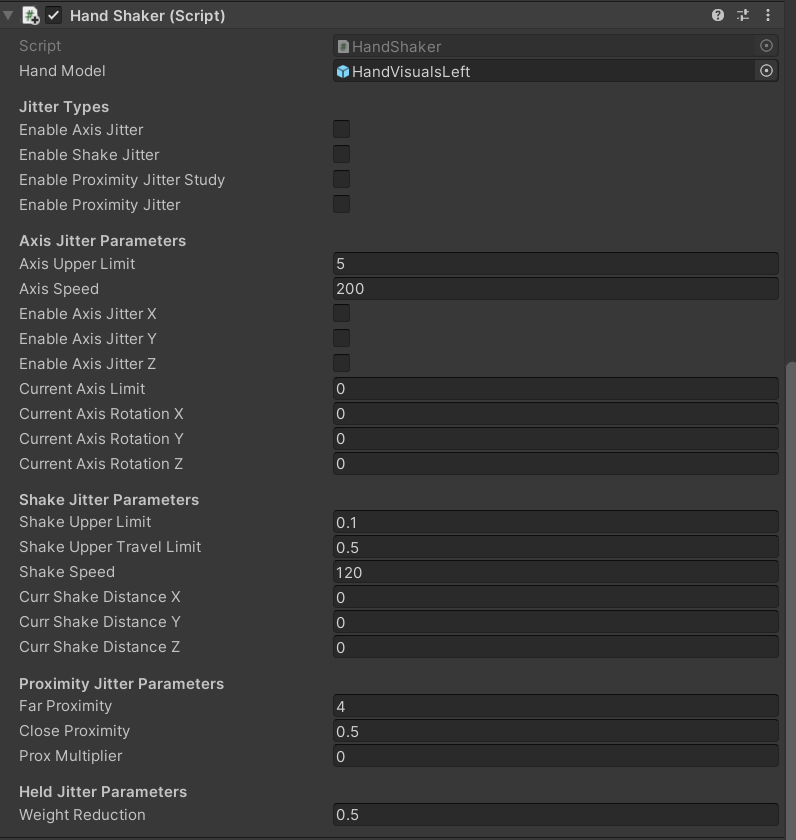 Hand Shaker (Script)
Script HandShaker
Hand Model HandVisualsLeft
Jitter Types
Enable Axis Jitter
Enable Shake Jitter
Enable Proximity Jitter Study
Enable Proximity Jitter
Axis Jitter Parameters
Axis Upper Limit 5
Axis Speed 200
Enable Axis Jitter X
Enable Axis Jitter Y
Enable Axis Jitter Z
Current Axis Limit 0
Current Axis Rotation X 0
Current Axis Rotation Y 0
Current Axis Rotation Z 0
Shake Jitter Parameters
Shake Upper Limit 0.1
Shake Upper Travel Limit 0.5
Shake Speed 120
Curr Shake Distance X 0
Curr Shake Distance Y 0
Curr Shake Distance Z 0
Proximity Jitter Parameters
Far Proximity 4
Close Proximity 0.5
Prox Multiplier 0
Held Jitter Parameters
Weight Reduction 0.5